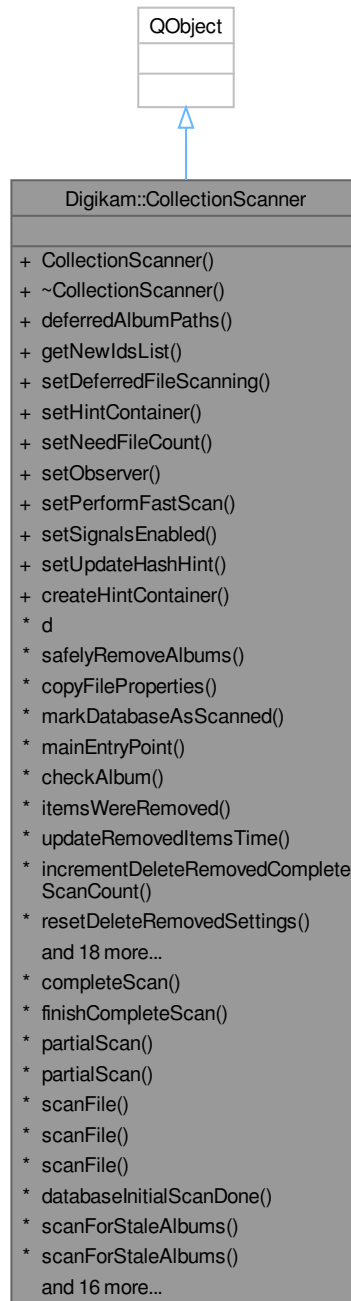 QObject
Digikam::CollectionScanner
+ CollectionScanner()
+ ~CollectionScanner()
+ deferredAlbumPaths()
+ getNewIdsList()
+ setDeferredFileScanning()
+ setHintContainer()
+ setNeedFileCount()
+ setObserver()
+ setPerformFastScan()
+ setSignalsEnabled()
+ setUpdateHashHint()
+ createHintContainer()
* d
* safelyRemoveAlbums()
* copyFileProperties()
* markDatabaseAsScanned()
* mainEntryPoint()
* checkAlbum()
* itemsWereRemoved()
* updateRemovedItemsTime()
* incrementDeleteRemovedComplete
ScanCount()
* resetDeleteRemovedSettings()
and 18 more...
* completeScan()
* finishCompleteScan()
* partialScan()
* partialScan()
* scanFile()
* scanFile()
* scanFile()
* databaseInitialScanDone()
* scanForStaleAlbums()
* scanForStaleAlbums()
and 16 more...